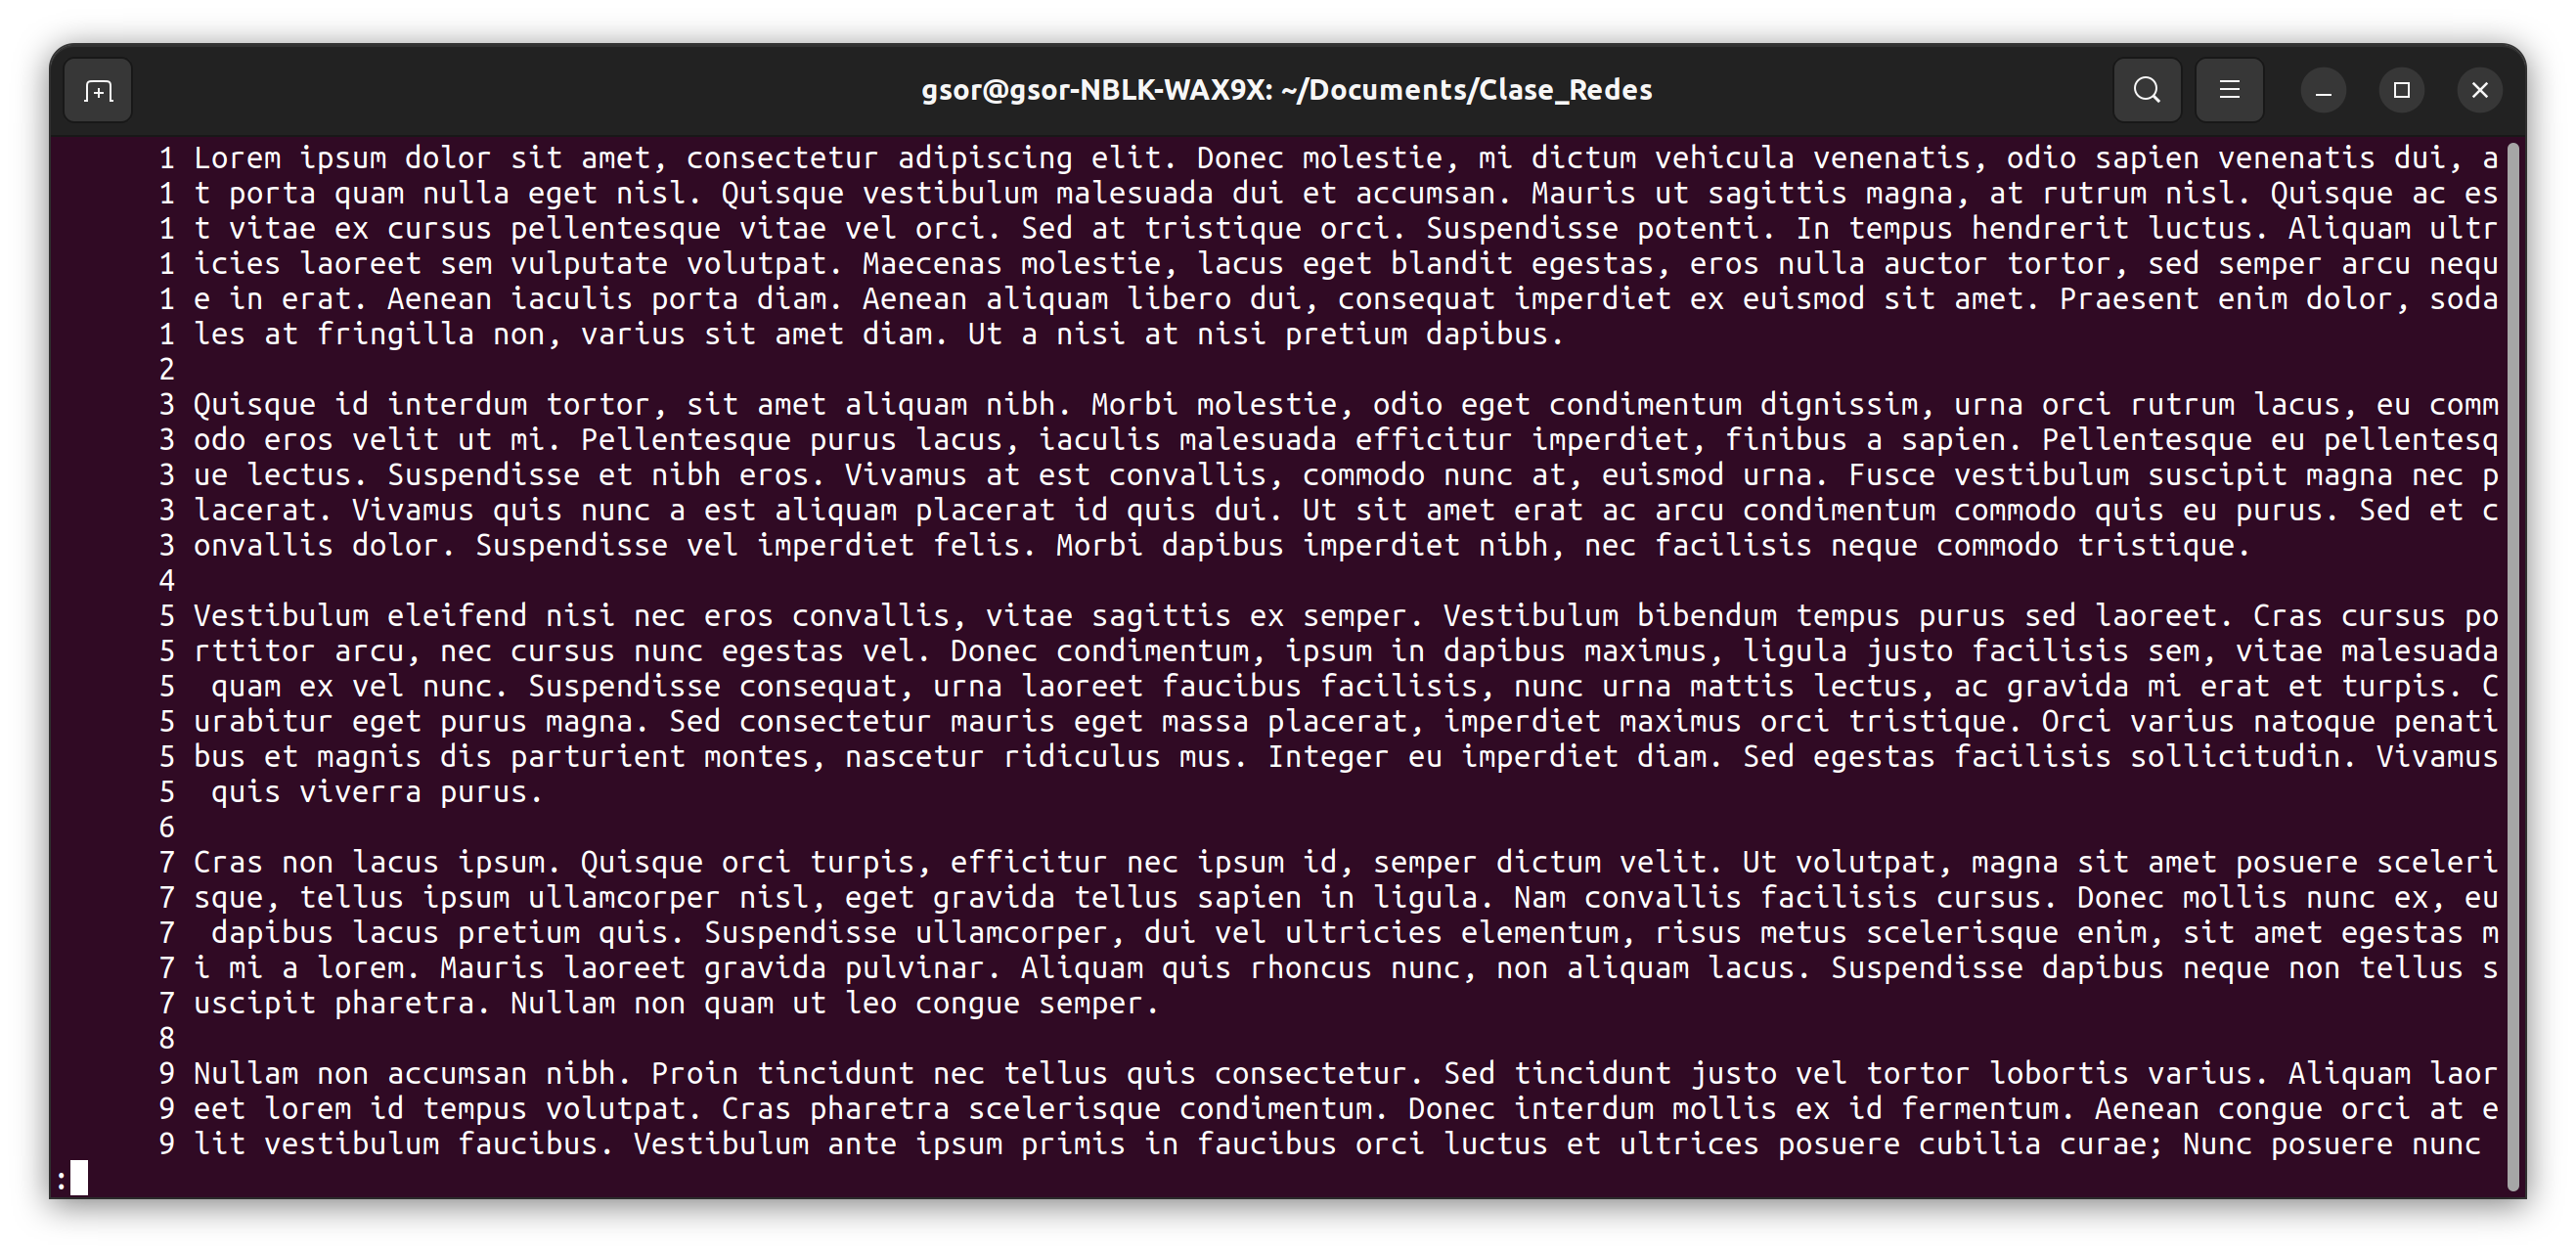 gsor@gsor-NBLK-WAX9X: ~/Documents/Clase_Redes
1 Lorem ipsum dolor sit amet, consectetur adipiscing elit. Donec molestie, mi dictum vehicula venenatis, odio sapien venenatis dui, a
1 t porta quam nulla eget nisl. Quisque vestibulum malesuada dui et accumsan. Mauris ut sagittis magna, at rutrum nisl. Quisque ac es
1 t vitae ex cursus pellentesque vitae vel orci. Sed at tristique orci. Suspendisse potenti. In tempus hendrerit luctus. Aliquam ultr
1 icies laoreet sem vulputate volutpat. Maecenas molestie, lacus eget blandit egestas, eros nulla auctor tortor, sed semper arcu nequ
1 e in erat. Aenean iaculis porta diam. Aenean aliquam libero dui, consequat imperdiet ex euismod sit amet. Praesent enim dolor, soda
1 les at fringilla non, varius sit amet diam. Ut a nisi at nisi pretium dapibus.
2
3 Quisque id interdum tortor, sit amet aliquam nibh. Morbi molestie, odio eget condimentum dignissim, urna orci rutrum lacus, eu comm
3 odo eros velit ut mi. Pellentesque purus lacus, iaculis malesuada efficitur imperdiet, finibus a sapien. Pellentesque eu pellentesq
3 ue lectus. Suspendisse et nibh eros. Vivamus at est convallis, commodo nunc at, euismod urna. Fusce vestibulum suscipit magna nec p
3 lacerat. Vivamus quis nunc a est aliquam placerat id quis dui. Ut sit amet erat ac arcu condimentum commodo quis eu purus. Sed et c
3 onvallis dolor. Suspendisse vel imperdiet felis. Morbi dapibus imperdiet nibh, nec facilisis neque commodo tristique.
4
5 Vestibulum eleifend nisi nec eros convallis, vitae sagittis ex semper. Vestibulum bibendum tempus purus sed laoreet. Cras cursus po
5 rttitor arcu, nec cursus nunc egestas vel. Donec condimentum, ipsum in dapibus maximus, ligula justo facilisis sem, vitae malesuada
5  quam ex vel nunc. Suspendisse consequat, urna laoreet faucibus facilisis, nunc urna mattis lectus, ac gravida mi erat et turpis. C
5 urabitur eget purus magna. Sed consectetur mauris eget massa placerat, imperdiet maximus orci tristique. Orci varius natoque penati
5 bus et magnis dis parturient montes, nascetur ridiculus mus. Integer eu imperdiet diam. Sed egestas facilisis sollicitudin. Vivamus
5  quis viverra purus.
6
7 Cras non lacus ipsum. Quisque orci turpis, efficitur nec ipsum id, semper dictum velit. Ut volutpat, magna sit amet posuere sceleri
7 sque, tellus ipsum ullamcorper nisl, eget gravida tellus sapien in ligula. Nam convallis facilisis cursus. Donec mollis nunc ex, eu
7  dapibus lacus pretium quis. Suspendisse ullamcorper, dui vel ultricies elementum, risus metus scelerisque enim, sit amet egestas m
7 i mi a lorem. Mauris laoreet gravida pulvinar. Aliquam quis rhoncus nunc, non aliquam lacus. Suspendisse dapibus neque non tellus s
7 uscipit pharetra. Nullam non quam ut leo congue semper.
8
9 Nullam non accumsan nibh. Proin tincidunt nec tellus quis consectetur. Sed tincidunt justo vel tortor lobortis varius. Aliquam laor
9 eet lorem id tempus volutpat. Cras pharetra scelerisque condimentum. Donec interdum mollis ex id fermentum. Aenean congue orci at e
9 lit vestibulum faucibus. Vestibulum ante ipsum primis in faucibus orci luctus et ultrices posuere cubilia curae; Nunc posuere nunc
: